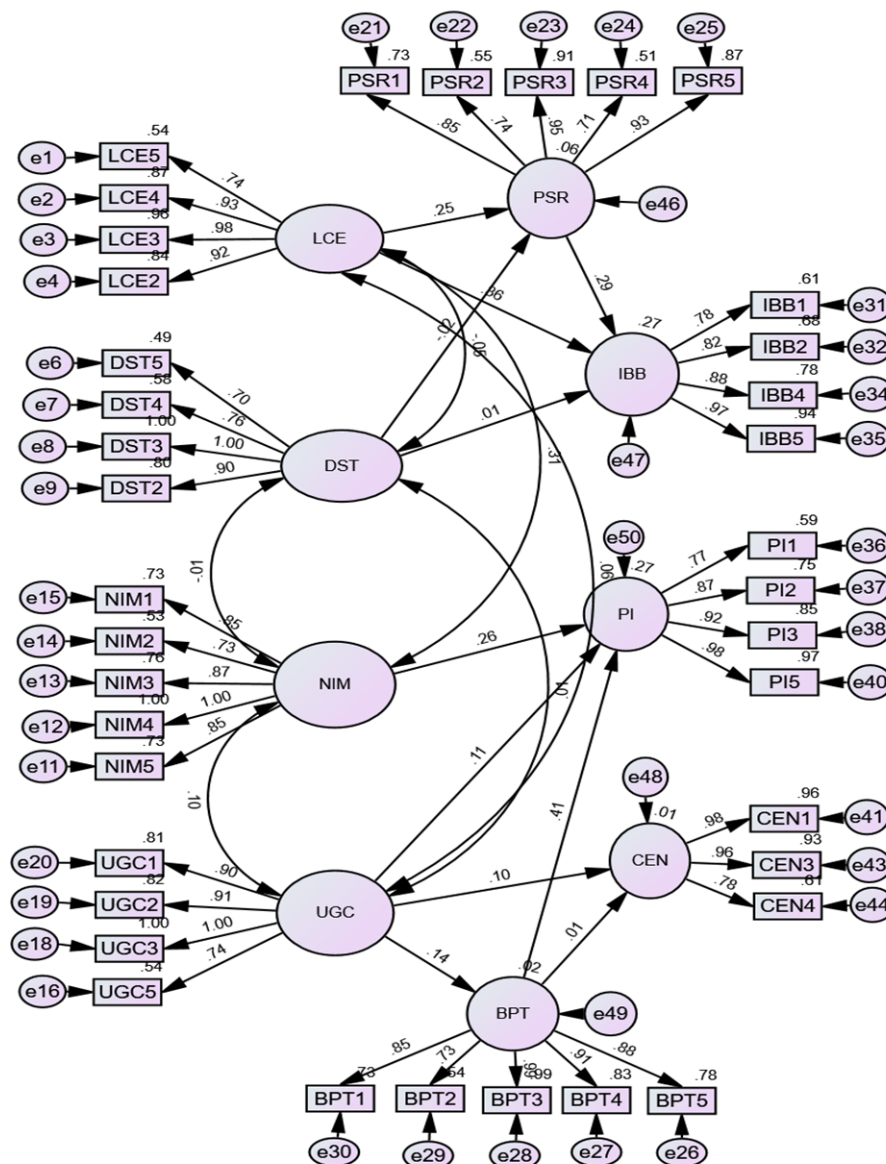 e21 e22 e23 e24 e25
.73 .55 .91 .51 .87
PSR1 PSR2 PSR3 PSR4 PSR5
.85 .74 .95 .71 .93
.06
PSR
e46
.54
e1 LCE5
.87
e2 LCE4
.96
e3 LCE3
.84
e4 LCE2
.74
.93
.98
.92
LCE
.25
.36
.29
-.05
.31
.49
e6 DST5
.58
e7 DST4
1.00
e8 DST3
.80
e9 DST2
.70
.76
1.00
.90
DST
.01
.27
IBB
e47
.78
.82
.88
.97
.61
IBB1 e31
.68
IBB2 e32
.78
IBB4 e34
.94
IBB5 e35
-.01
.73
e15 NIM1
.53
e14 NIM2
.76
e13 NIM3
1.00
e12 NIM4
.73
e11 NIM5
.85
.73
.87
1.00
.85
NIM
.26
.06
e50
.27
PI
.77
.87
.92
.98
.59
PI1 e36
.75
PI2 e37
.85
PI3 e38
.97
PI5 e40
.10
.01
.11
.41
.81
e20 UGC1
.82
e19 UGC2
1.00
e18 UGC3
.54
e16 UGC5
.90
.91
1.00
.74
UGC
.10
.14
.01
e48
.01
CEN
.98
.96
.78
.96
CEN1 e41
.93
CEN3 e43
.61
CEN4 e44
.02
BPT
e49
.85 .73 .99 .91 .88
.73 .54 .99 .83 .78
BPT1 BPT2 BPT3 BPT4 BPT5
e30 e29 e28 e27 e26